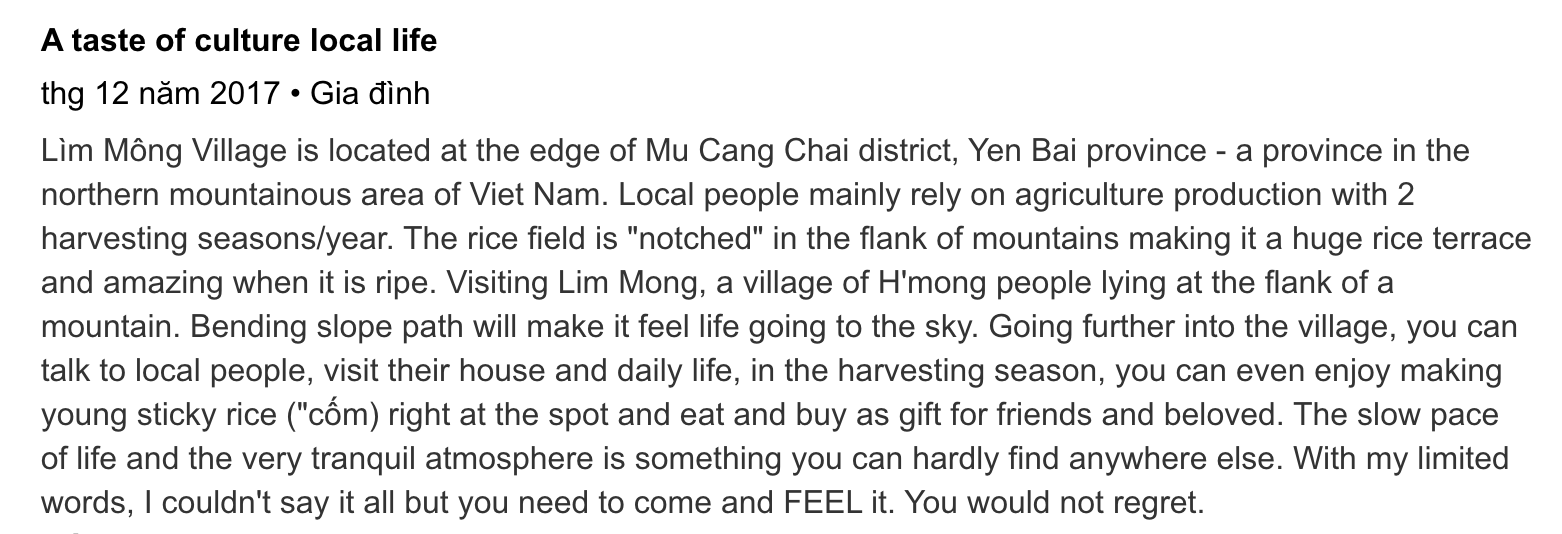 A taste of culture local life
thg 12 năm 2017 • Gia đình
Lìm Mông Village is located at the edge of Mu Cang Chai district, Yen Bai province - a province in the
northern mountainous area of Viet Nam. Local people mainly rely on agriculture production with 2
harvesting seasons/year. The rice field is "notched" in the flank of mountains making it a huge rice terrace
and amazing when it is ripe. Visiting Lim Mong, a village of H'mong people lying at the flank of a
mountain. Bending slope path will make it feel life going to the sky. Going further into the village, you can
talk to local people, visit their house and daily life, in the harvesting season, you can even enjoy making
young sticky rice ("cốm) right at the spot and eat and buy as gift for friends and beloved. The slow pace
of life and the very tranquil atmosphere is something you can hardly find anywhere else. With my limited
words, I couldn't say it all but you need to come and FEEL it. You would not regret.